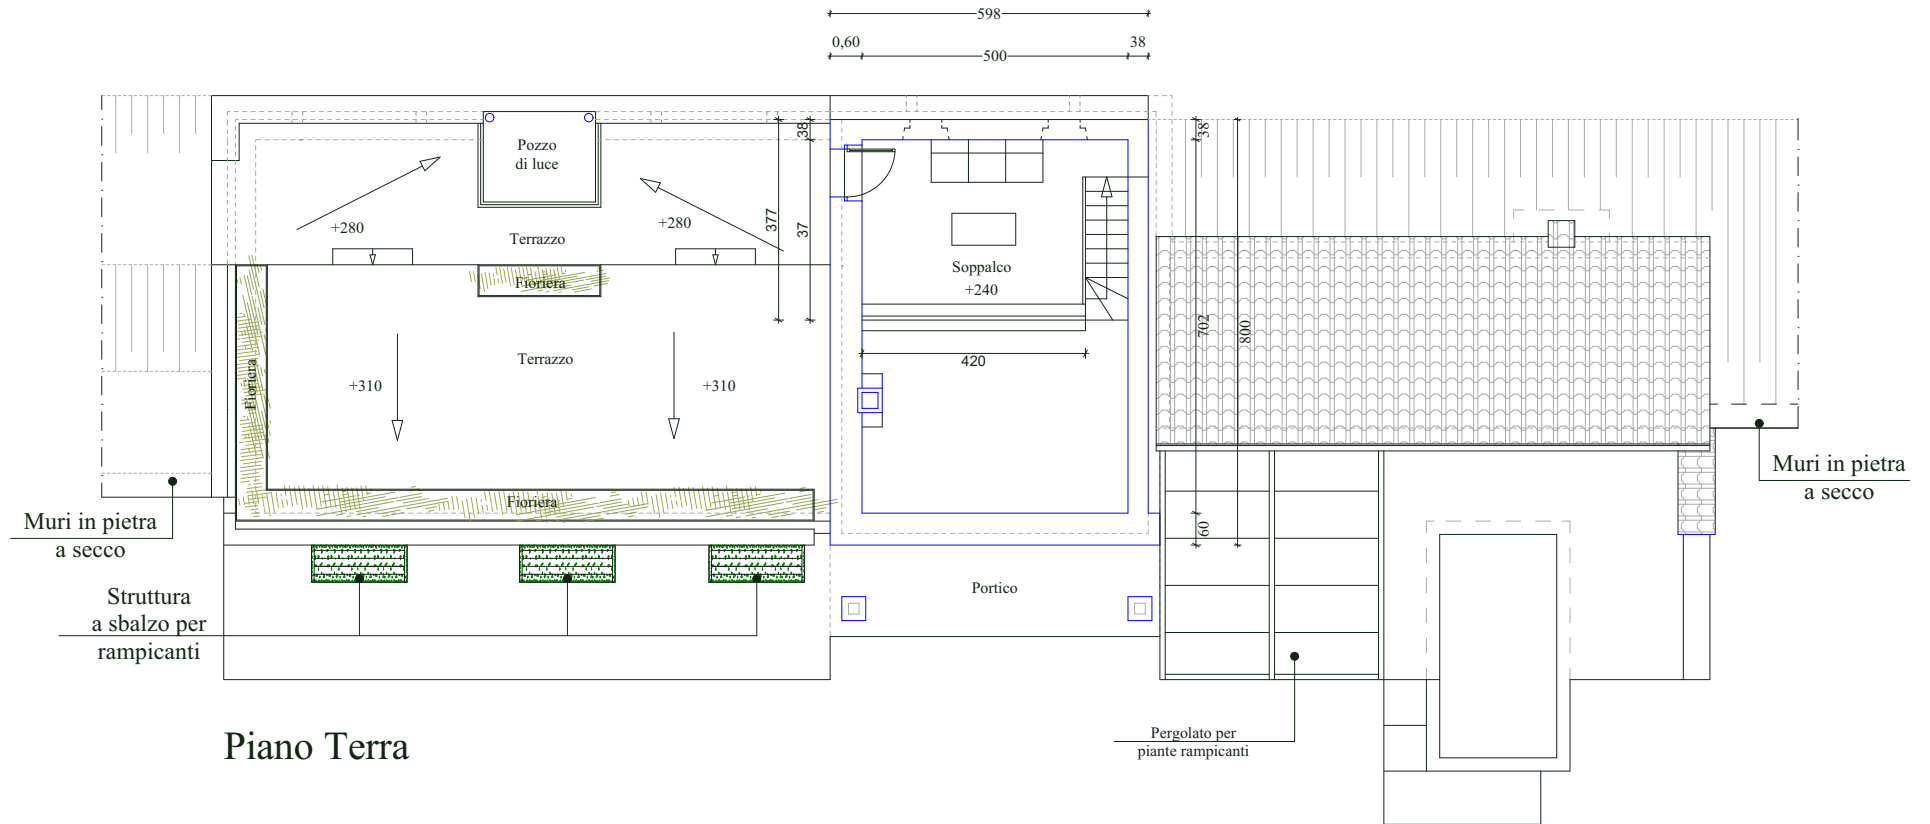 598
0,60
500
38
38
38
Pozzo
di luce
+280
+280
Terrazzo
377
37
Soppalco
+240
Fioriera
702
800
Terrazzo
420
Fioriera
+310
+310
Muri in pietra
a secco
Fioriera
Muri in pietra
a secco
60
Struttura
a sbalzo per
rampicanti
Portico
Pergolato per
piante rampicanti
Piano Terra